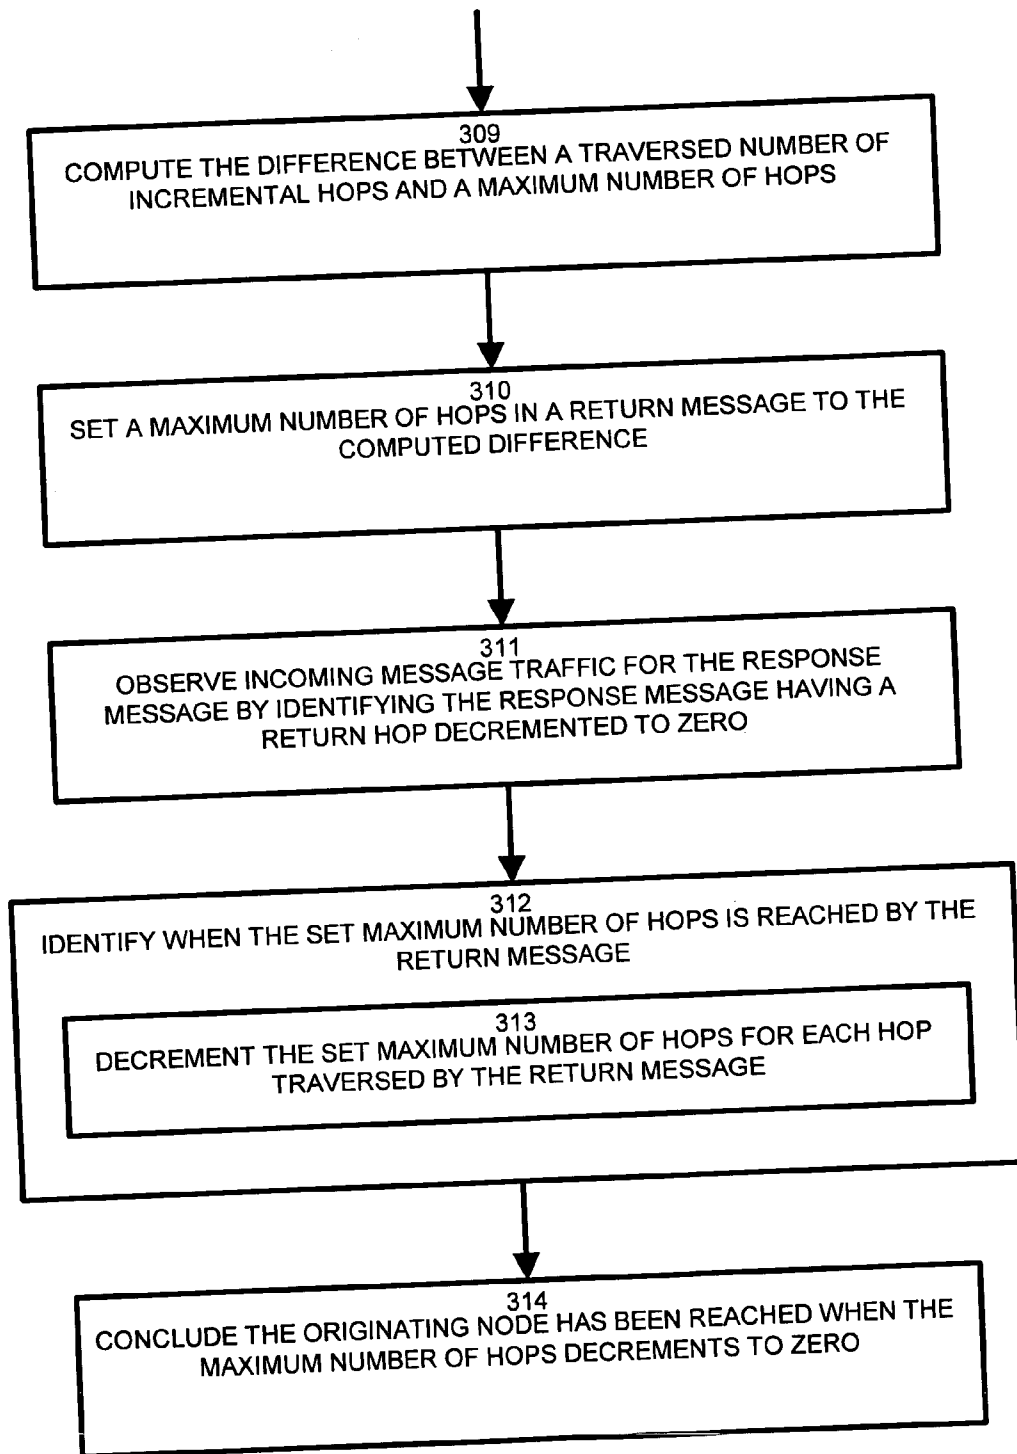 309
COMPUTE THE DIFFERENCE BETWEEN A TRAVERSED NUMBER OF
INCREMENTAL HOPS AND A MAXIMUM NUMBER OF HOPS
310
SET A MAXIMUM NUMBER OF HOPS IN A RETURN MESSAGE TO THE
COMPUTED DIFFERENCE
311
OBSERVE INCOMING MESSAGE TRAFFIC FOR THE RESPONSE
MESSAGE BY IDENTIFYING THE RESPONSE MESSAGE HAVING A
RETURN HOP DECREMENTED TO ZERO
312
IDENTIFY WHEN THE SET MAXIMUM NUMBER OF HOPS IS REACHED BY THE
RETURN MESSAGE
313
DECREMENT THE SET MAXIMUM NUMBER OF HOPS FOR EACH HOP
TRAVERSED BY THE RETURN MESSAGE
314
CONCLUDE THE ORIGINATING NODE HAS BEEN REACHED WHEN THE
MAXIMUM NUMBER OF HOPS DECREMENTS TO ZERO